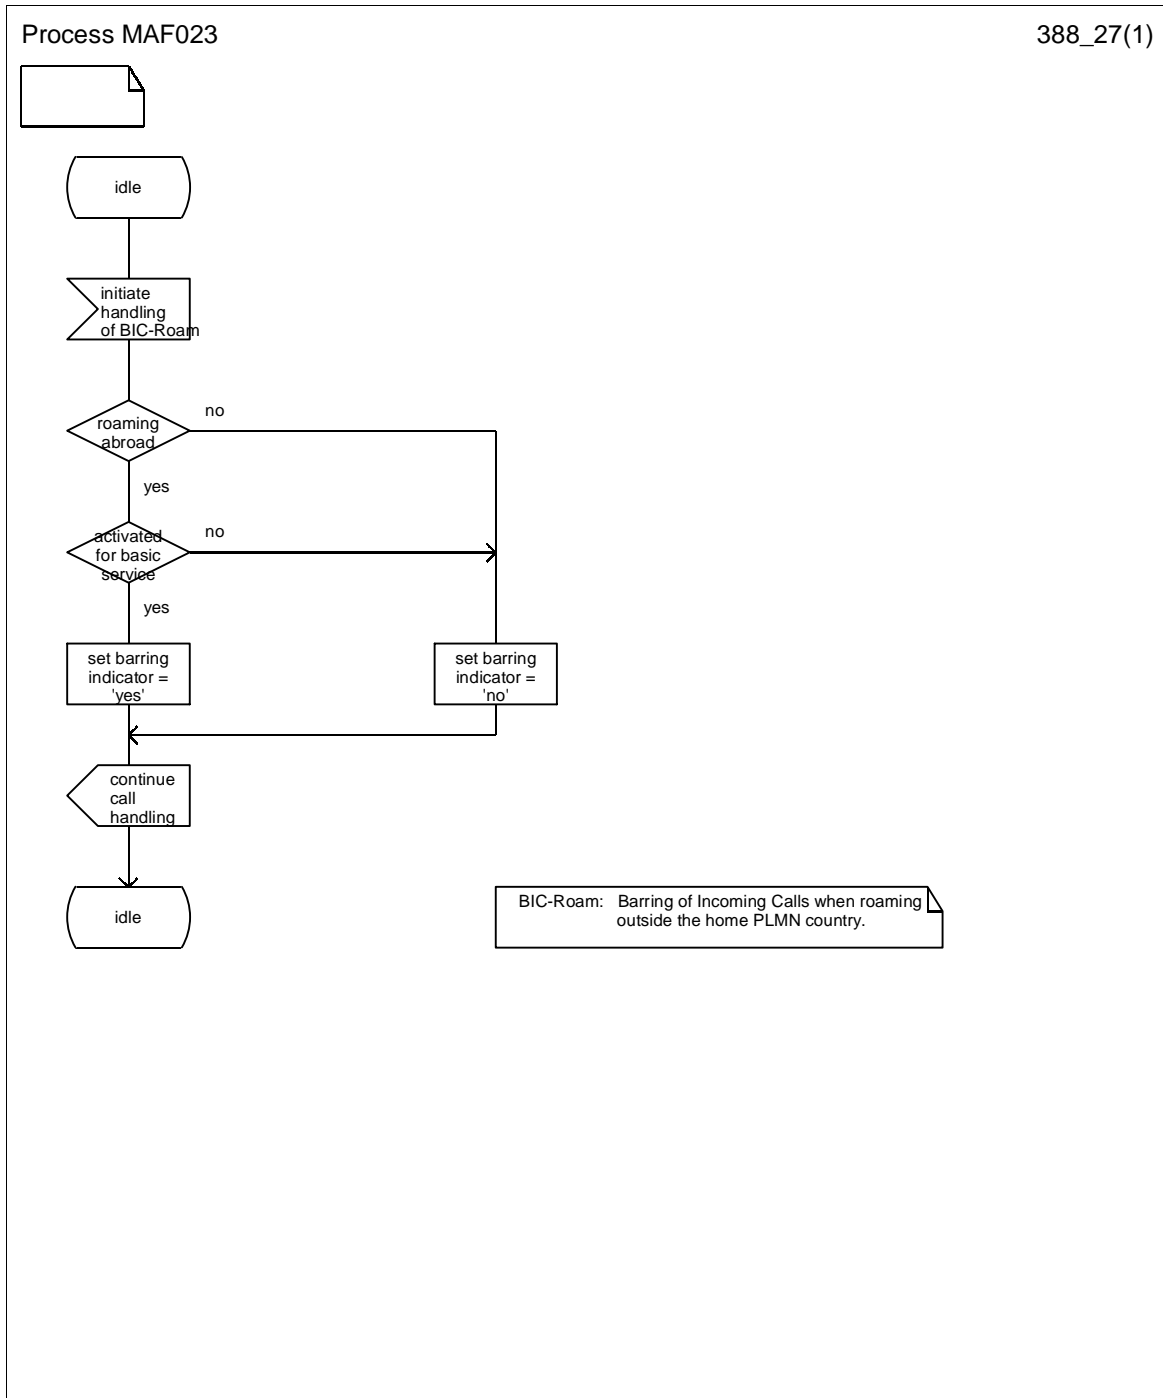 Process MAF023
388_27(1)
idle
initiate
handling
of BIC-Roam
roaming
abroad
no
yes
activated
for basic
service
no
yes
set barring
indicator =
'yes'
set barring
indicator =
'no'
continue
call
handling
idle
BIC-Roam: Barring of Incoming Calls when roaming
outside the home PLMN country.